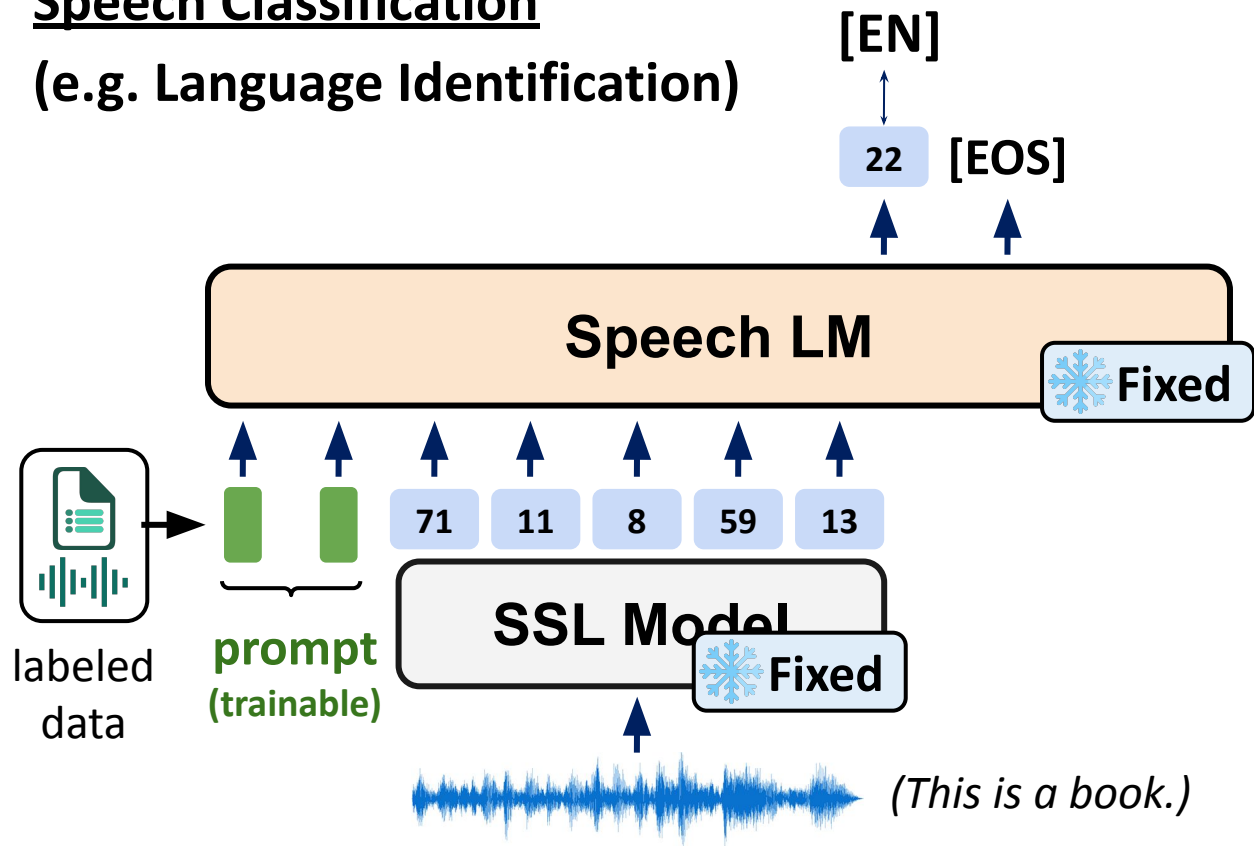 Speech Classification
(e.g. Language Identification)
[EN]
22 [EOS]
Speech LM
Fixed
71 11 8 59 13
SSL Model
Fixed
prompt
(trainable)
labeled
data
(This is a book.)